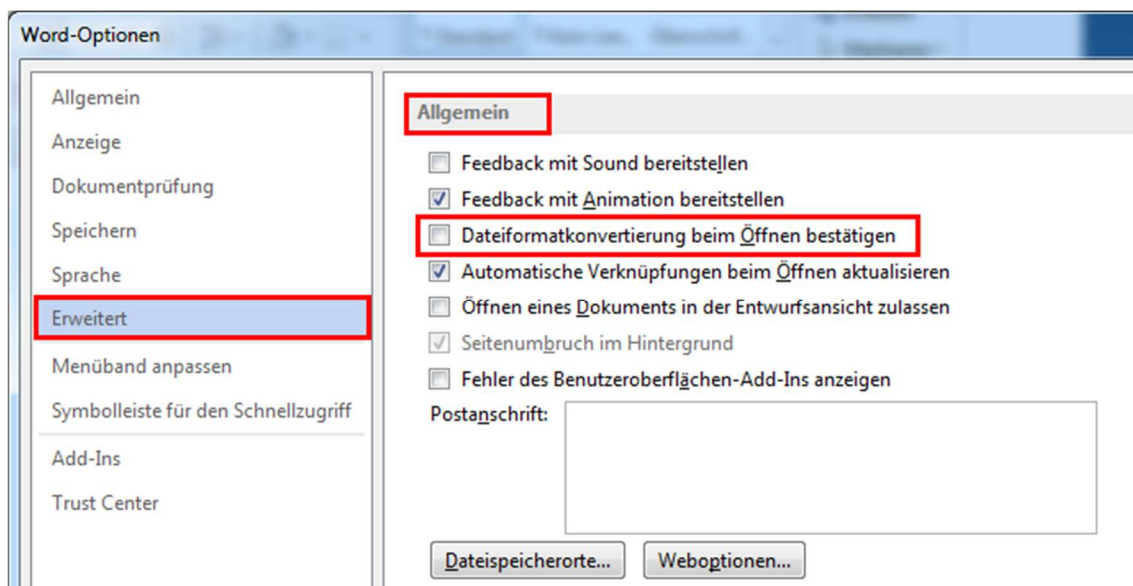 Word-Optionen
Allgemein
Anzeige
Dokumentprüfung
Speichern
Sprache
Erweitert
Menüband anpassen
Symbolleiste für den Schnellzugriff
Add-Ins
Trust Center
Allgemein
Feedback mit Sound bereitstellen
Feedback mit Animation bereitstellen
Dateiformatkonvertierung beim Öffnen bestätigen
Automatische Verknüpfungen beim Öffnen aktualisieren
Öffnen eines Dokuments in der Entwurfsansicht zulassen
Seitenumbruch im Hintergrund
Fehler des Benutzeroberflächen-Add-Ins anzeigen
Postanschrift:
Dateispeicherorte... Weboptionen...